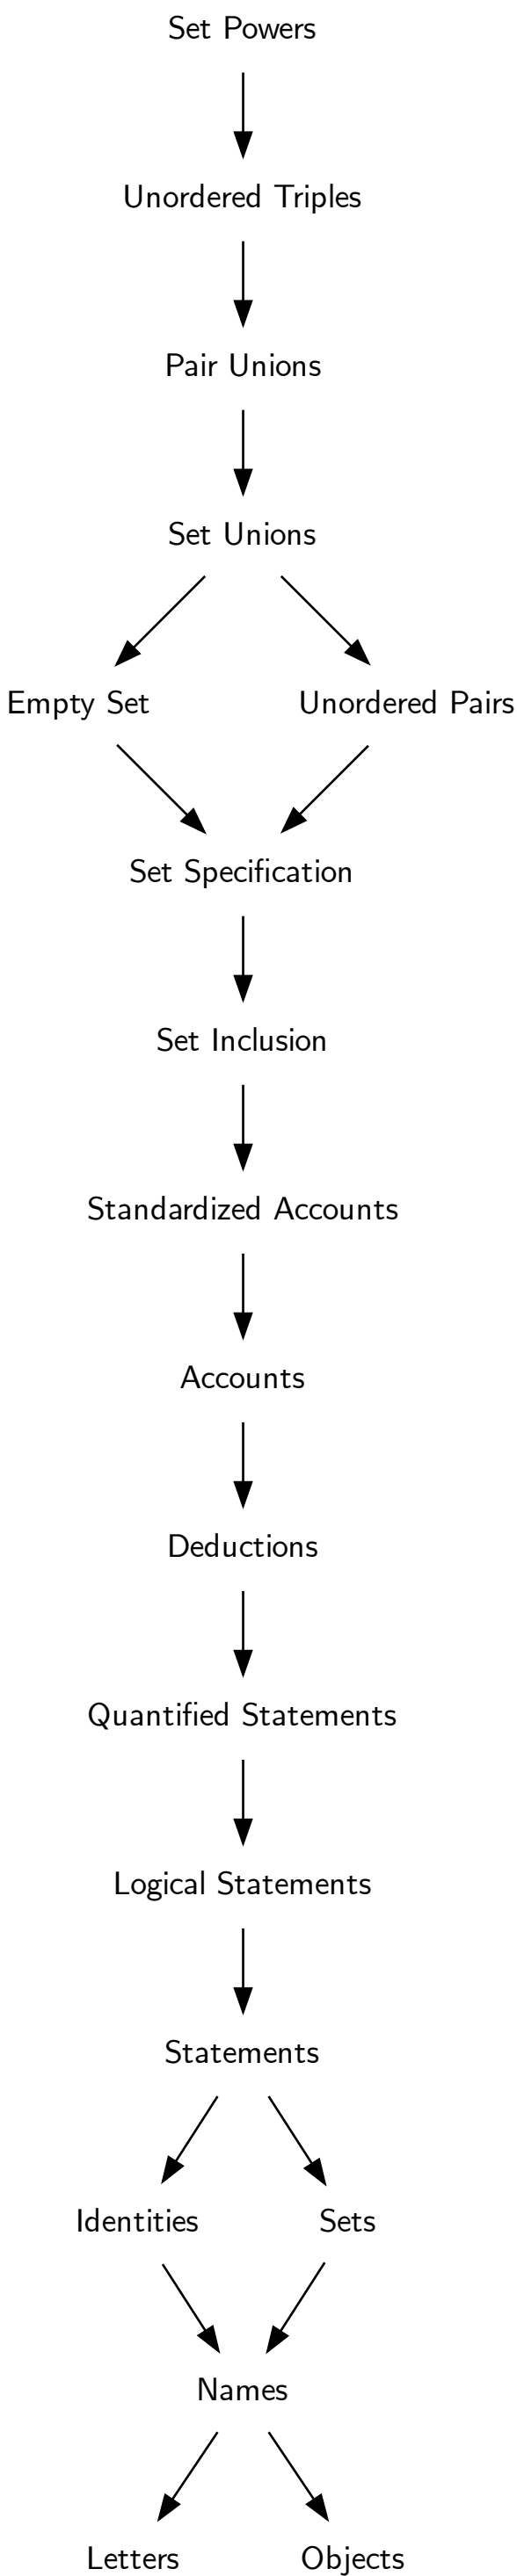 Set Powers
Unordered Triples
Pair Unions
Set Unions
Empty Set
Unordered Pairs
Set Specification
Set Inclusion
Standardized Accounts
Accounts
Deductions
Quantified Statements
Logical Statements
Statements
Identities
Sets
Names
Letters
Objects